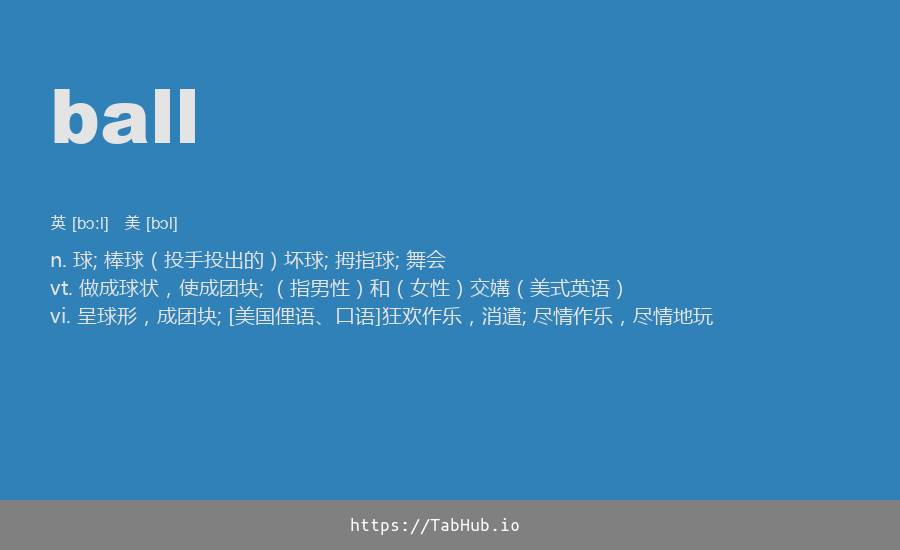 ball
英 [bɔːl] 美 [bɔl]
n. 球; 棒球（投手投出的）坏球; 拇指球; 舞会
vt. 做成球状，使成团块; （指男性）和（女性）交媾（美式英语）
vi. 呈球形，成团块; [美国俚语、口语]狂欢作乐，消遣; 尽情作乐，尽情地玩
https://TabHub.io